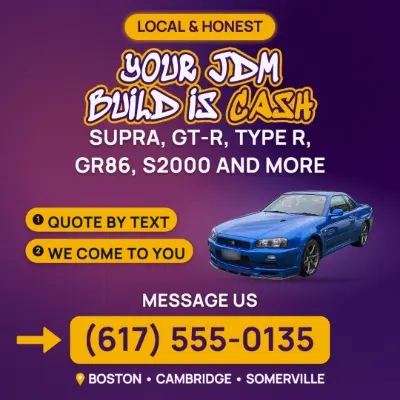 LOCAL & HONEST
YOUR JDM
BUILD IS CASH
SUPRA, GT-R, TYPE R,
GR86, S2000 AND MORE
1 QUOTE BY TEXT
2 WE COME TO YOU
MESSAGE US
(617) 555-0135
BOSTON • CAMBRIDGE • SOMERVILLE